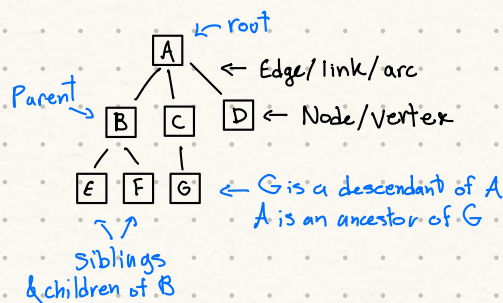 root
A
Edge/link/arc
Parent
B C D Node/Vertex
E F G G is a descendant of A
A is an ancestor of G
siblings
& children of B